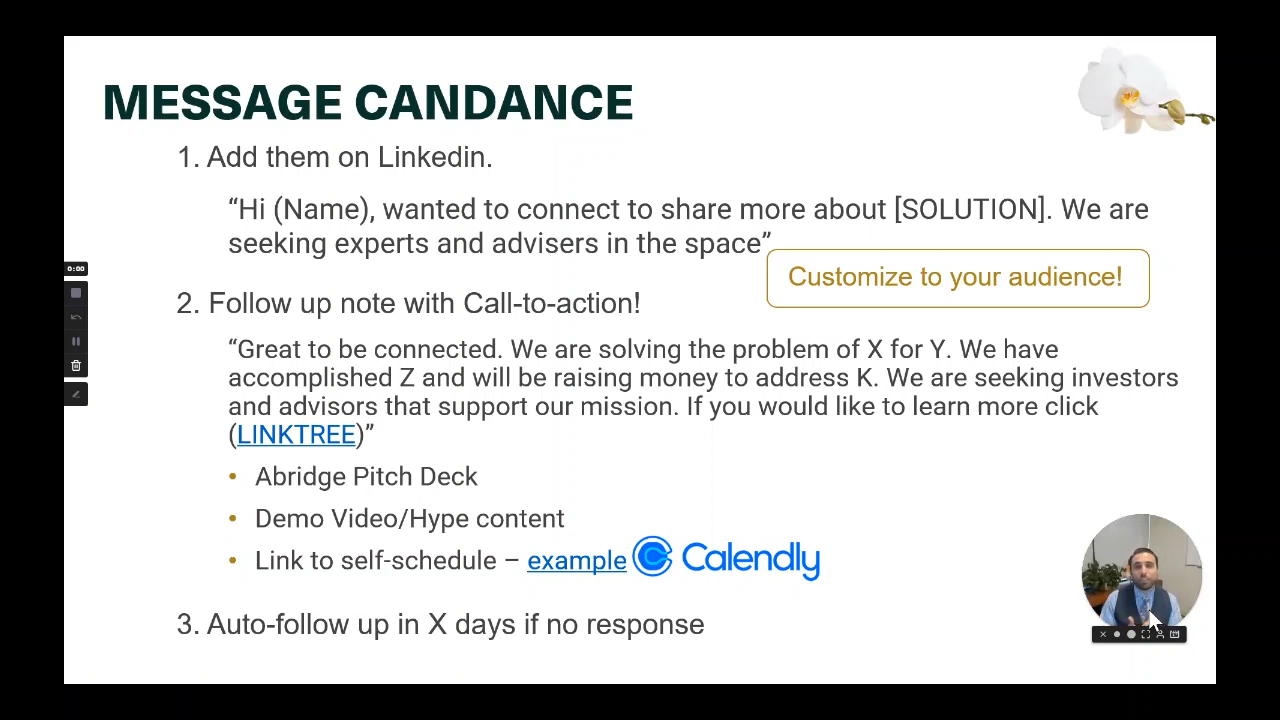 MESSAGE CANDANCE
1. Add them on Linkedin.
“Hi (Name), wanted to connect to share more about [SOLUTION]. We are
seeking experts and advisers in the space”
Customize to your audience!
2. Follow up note with Call-to-action!
“Great to be connected. We are solving the problem of X for Y. We have
accomplished Z and will be raising money to address K. We are seeking investors
and advisors that support our mission. If you would like to learn more click
(LINKTREE)”
• Abridge Pitch Deck
• Demo Video/Hype content
• Link to self-schedule – example Calendly
3. Auto-follow up in X days if no response
0:00